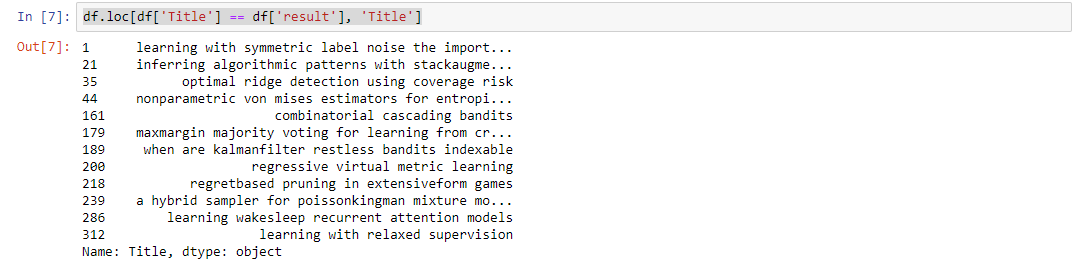 In [7]: df.loc[df['Title'] == df['result'], 'Title']
Out[7]: 1 learning with symmetric label noise the import...
21 inferring algorithmic patterns with stackaugme...
35 optimal ridge detection using coverage risk
44 nonparametric von mises estimators for entropi...
161 combinatorial cascading bandits
179 maxmargin majority voting for learning from cr...
189 when are kalmanfilter restless bandits indexable
200 regressive virtual metric learning
218 regretbased pruning in extensiveform games
239 a hybrid sampler for poissonkingman mixture mo...
286 learning wakesleep recurrent attention models
312 learning with relaxed supervision
Name: Title, dtype: object